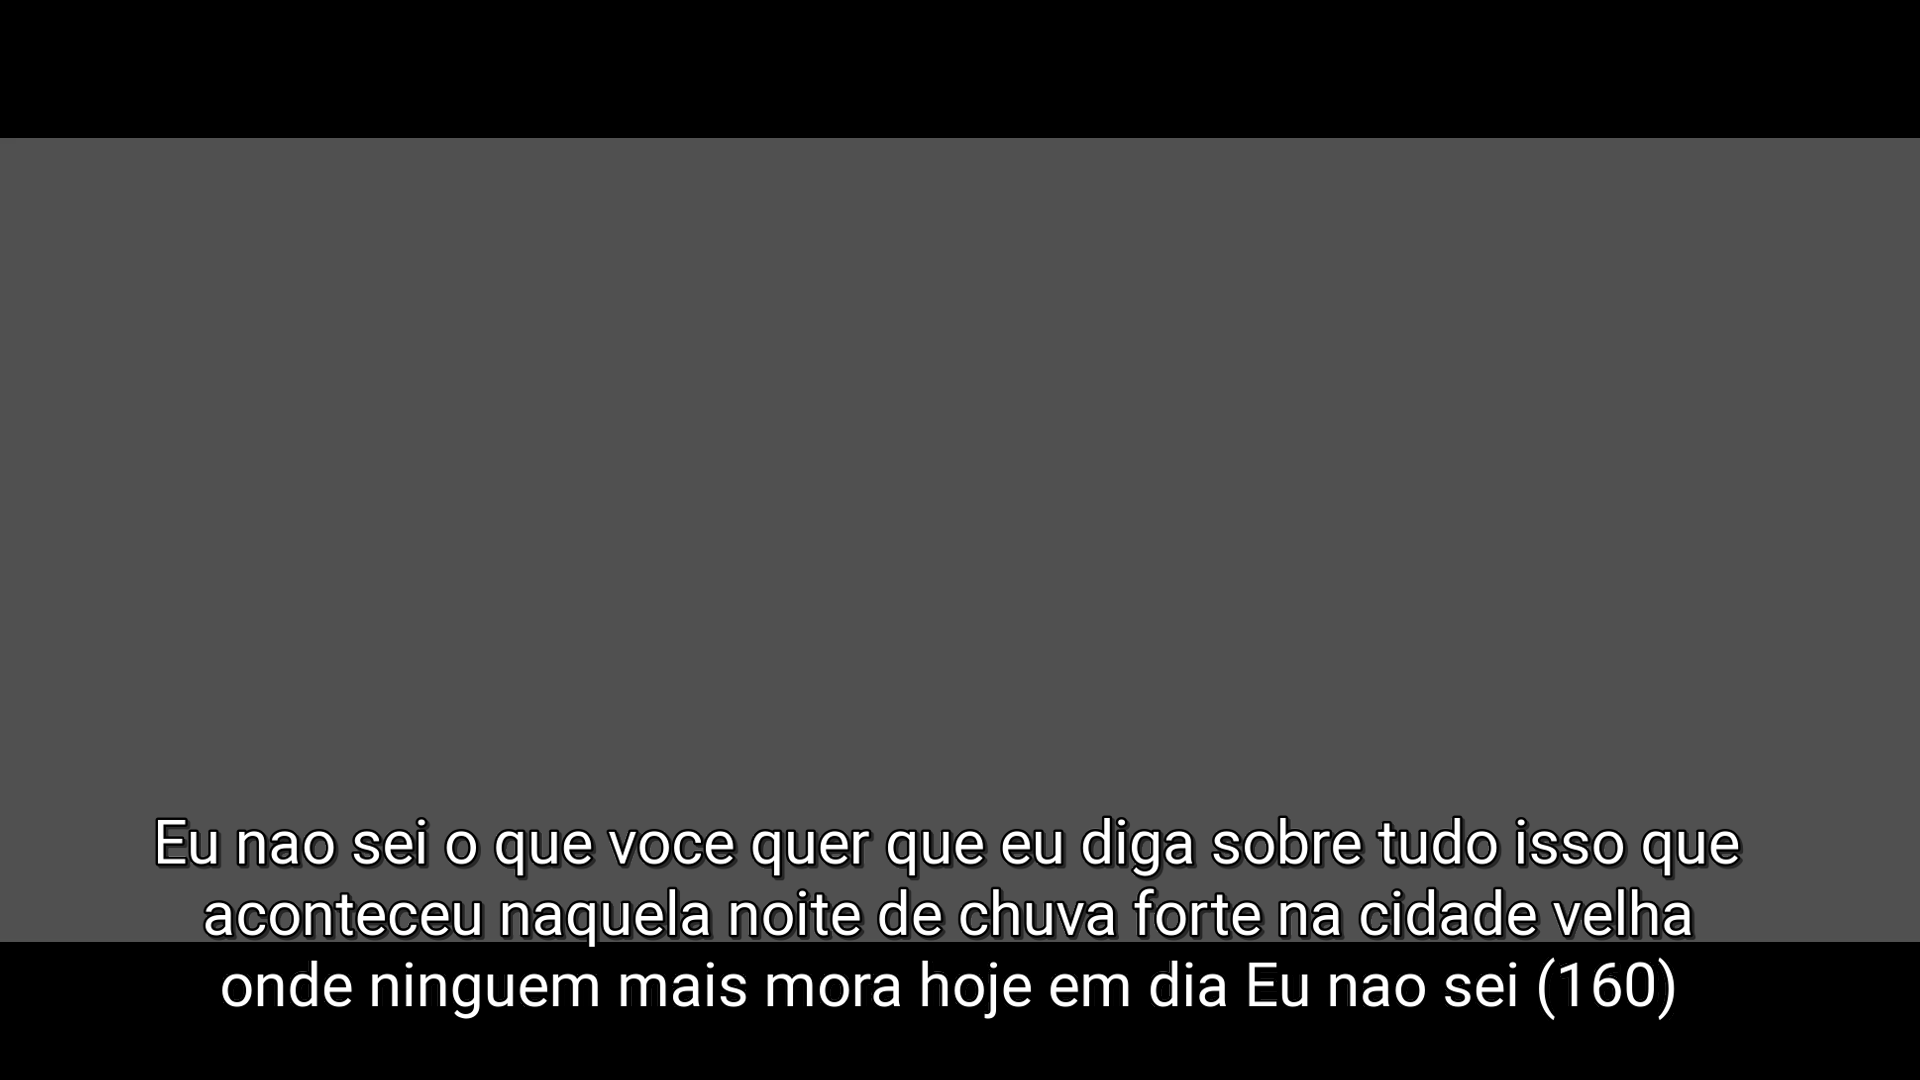 Eu nao sei o que voce quer que eu diga sobre tudo isso que
aconteceu naquela noite de chuva forte na cidade velha
onde ninguem mais mora hoje em dia Eu nao sei (160)